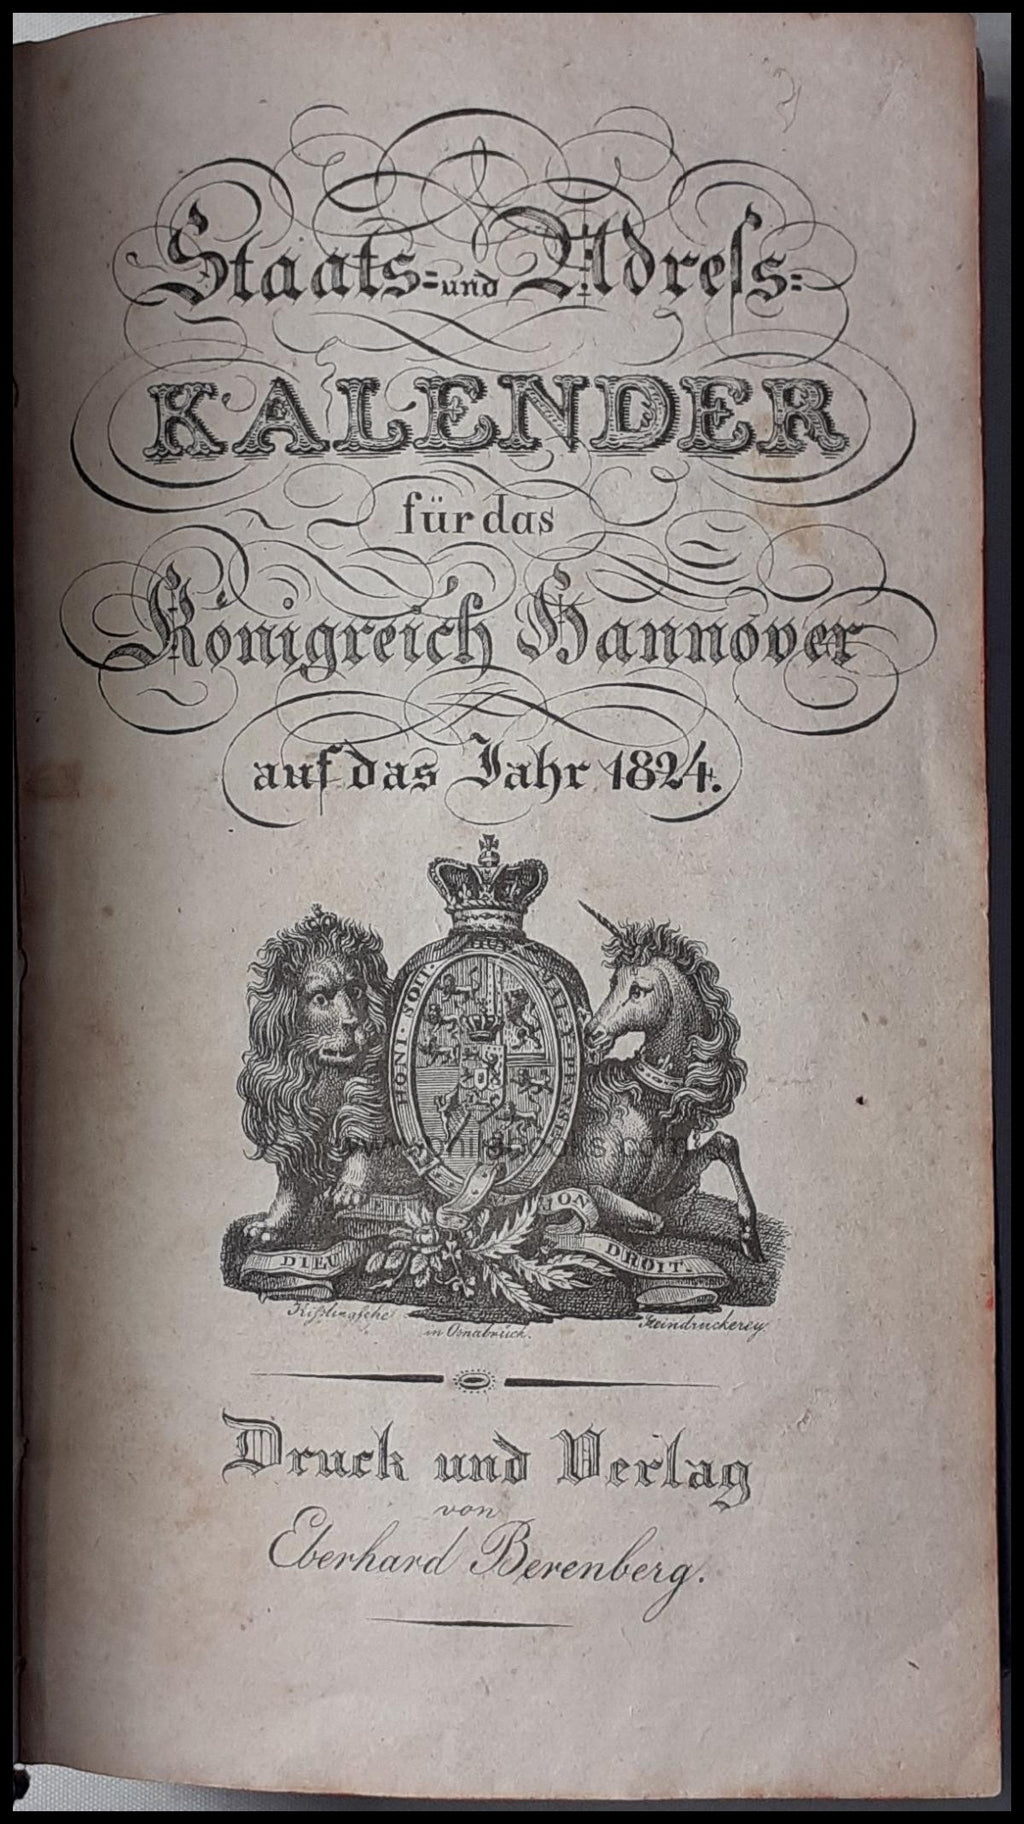 Staats- und Adreſs-
KALENDER
für das
Königreich Hannover
auf das Jahr 1824.
HONI · SOIT · QUI MAL Y PENSE
ET MON
DIEU DROIT.
Kißlingsche Steindruckerey
in Osnabrück.
Druck und Verlag
von
Eberhard Berenberg.